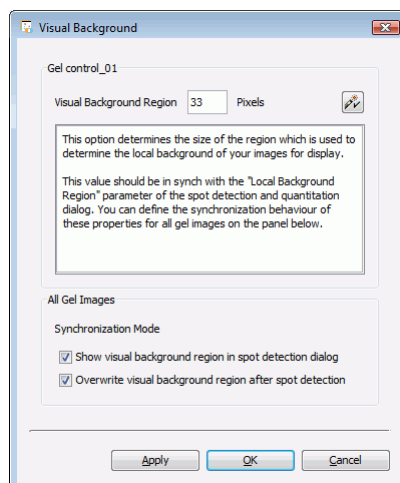 Visual Background
Gel control_01
Visual Background Region 33 Pixels
This option determines the size of the region which is used to
determine the local background of your images for display.
This value should be in synch with the "Local Background
Region" parameter of the spot detection and quantitation
dialog. You can define the synchronization behaviour of
these properties for all gel images on the panel below.
All Gel Images
Synchronization Mode
Show visual background region in spot detection dialog
Overwrite visual background region after spot detection
Apply OK Cancel